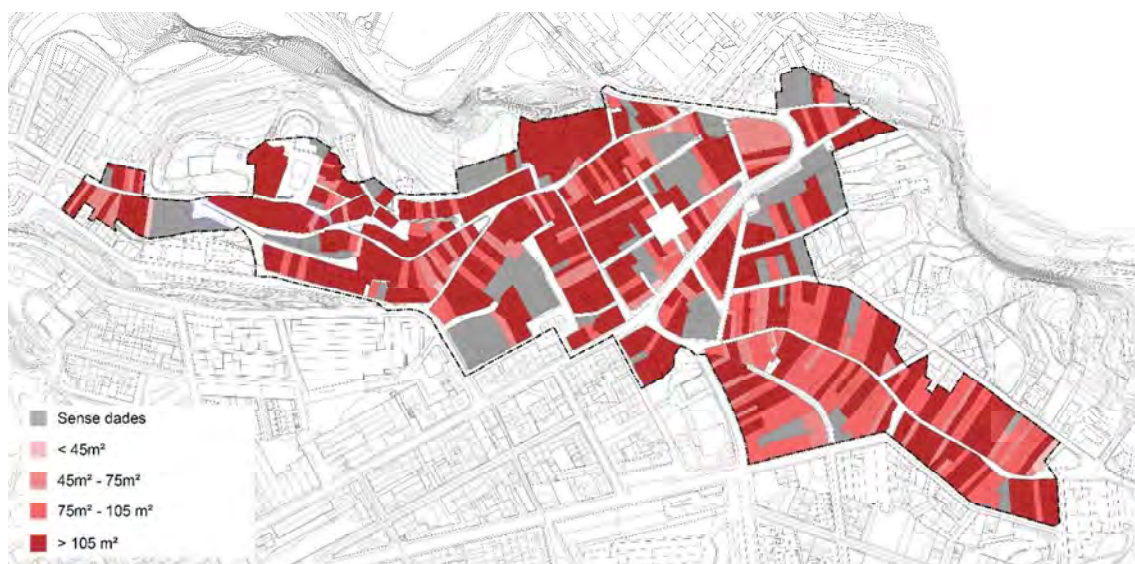 Sense dades
< 45m²
45m² - 75m²
75m² - 105 m²
> 105 m²